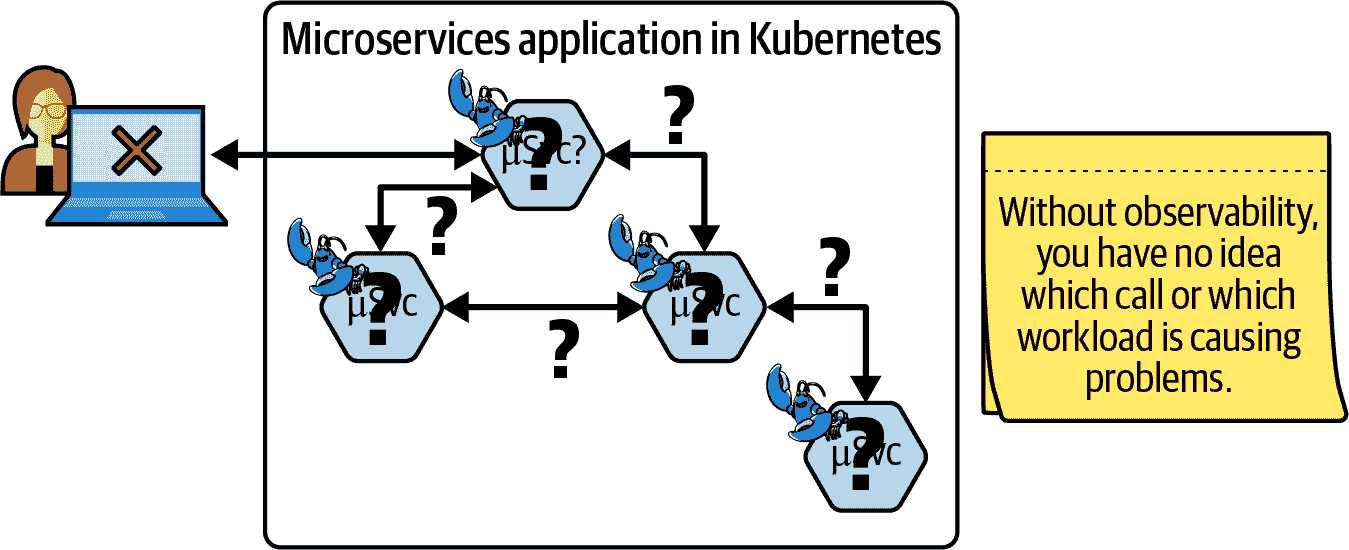 Microservices application in Kubernetes
?
?
μSvc?
?
?
?
μSvc
?
μSvc
?
?
μSvc
Without observability,
you have no idea
which call or which
workload is causing
problems.